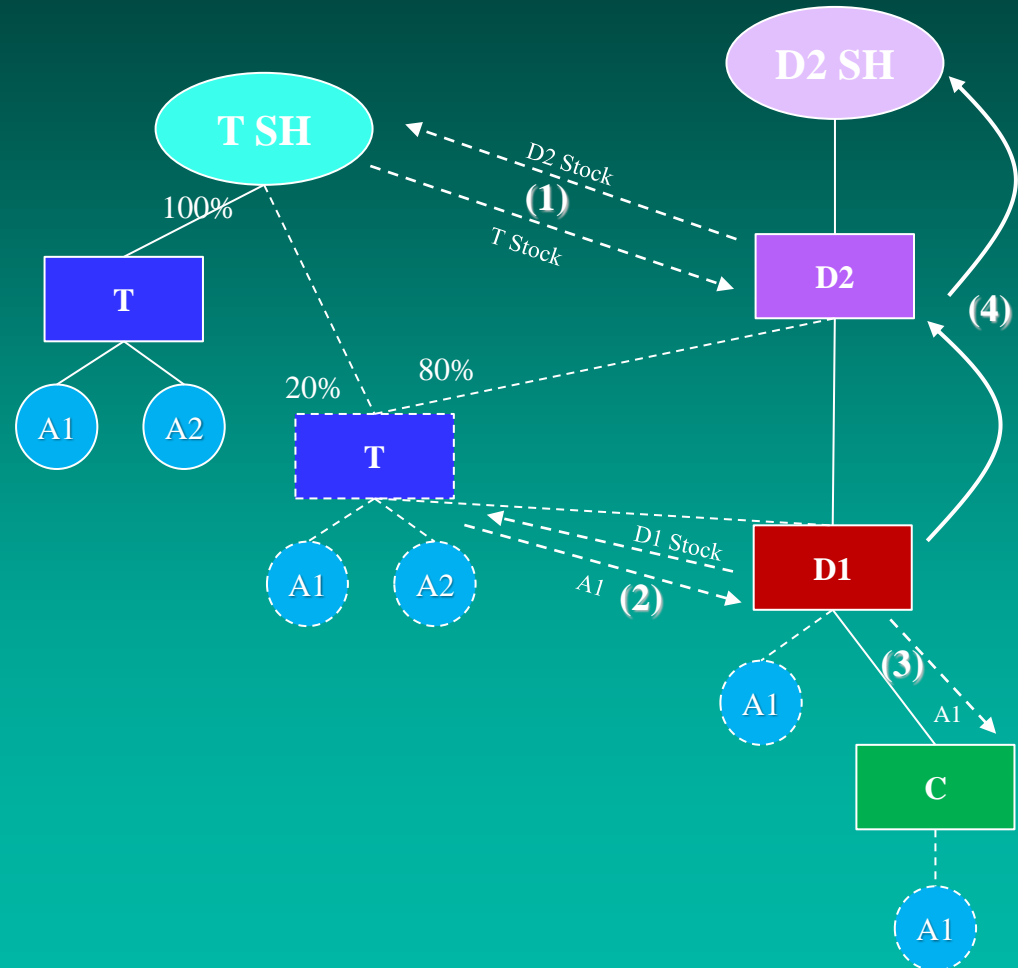 D2 SH
T SH
D2 Stock
(1)
T Stock
100%
T
D2
(4)
A1
A2
20%
80%
T
D1 Stock
A1
(2)
D1
A1
A2
(3)
A1
A1
C
A1